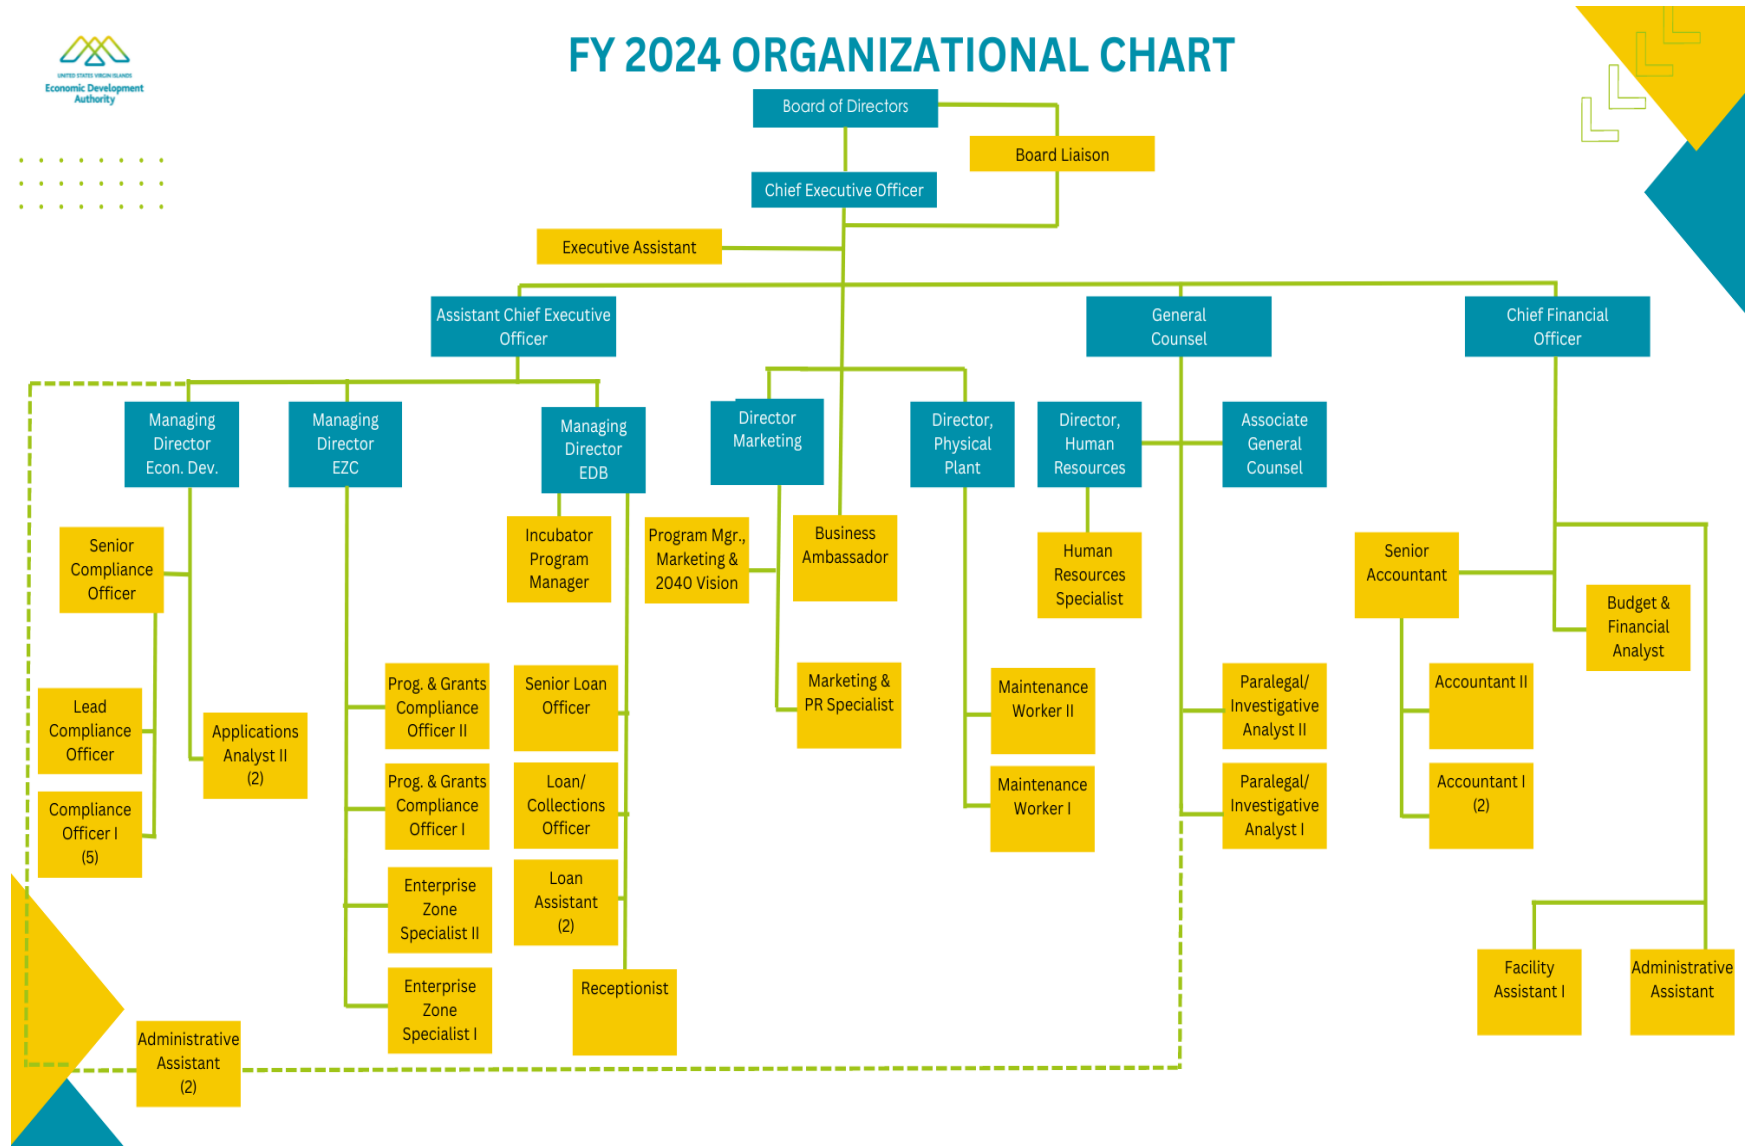 FY 2024 ORGANIZATIONAL CHART
UNITED STATES VIRGIN ISLANDS
Economic Development
Authority
Board of Directors
Board Liaison
Chief Executive Officer
Executive Assistant
Assistant Chief Executive
Officer
General
Counsel
Chief Financial
Officer
Managing
Director
Econ. Dev.
Managing
Director
EZC
Managing
Director
EDB
Director
Marketing
Director,
Physical
Plant
Director,
Human
Resources
Associate
General
Counsel
Senior
Compliance
Officer
Incubator
Program
Manager
Program Mgr.,
Marketing &
2040 Vision
Business
Ambassador
Human
Resources
Specialist
Senior
Accountant
Budget &
Financial
Analyst
Lead
Compliance
Officer
Applications
Analyst II
(2)
Prog. & Grants
Compliance
Officer II
Senior Loan
Officer
Marketing &
PR Specialist
Maintenance
Worker II
Paralegal/
Investigative
Analyst II
Accountant II
Compliance
Officer I
(5)
Prog. & Grants
Compliance
Officer I
Loan/
Collections
Officer
Maintenance
Worker I
Paralegal/
Investigative
Analyst I
Accountant I
(2)
Enterprise
Zone
Specialist II
Loan
Assistant
(2)
Enterprise
Zone
Specialist I
Receptionist
Facility
Assistant I
Administrative
Assistant
Administrative
Assistant
(2)